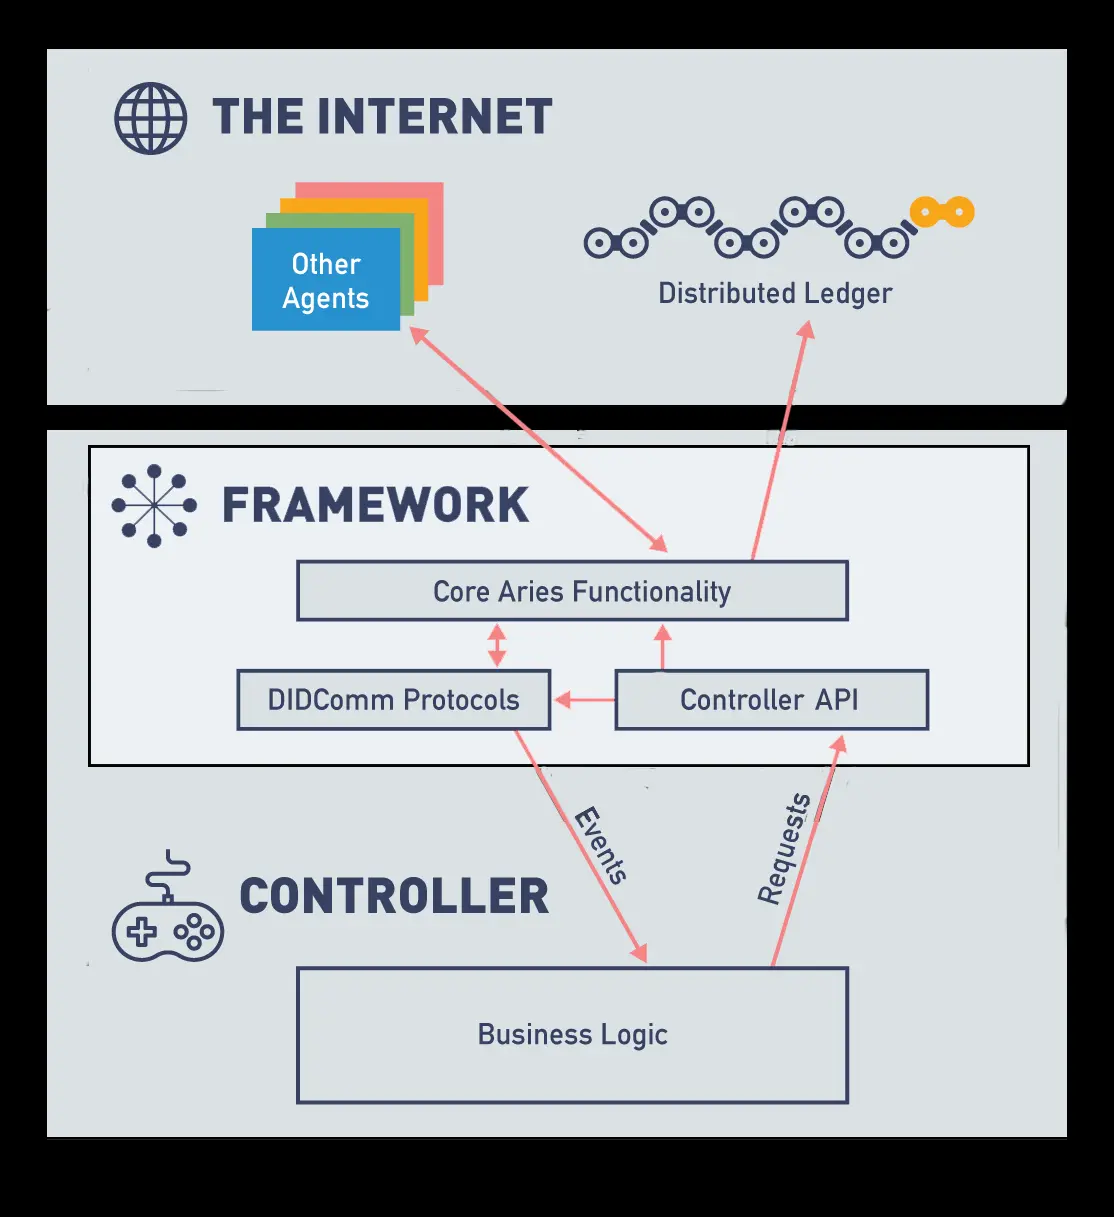 THE INTERNET
Other
Agents
Distributed Ledger
FRAMEWORK
Core Aries Functionality
DIDComm Protocols
Controller API
Events
Requests
CONTROLLER
Business Logic